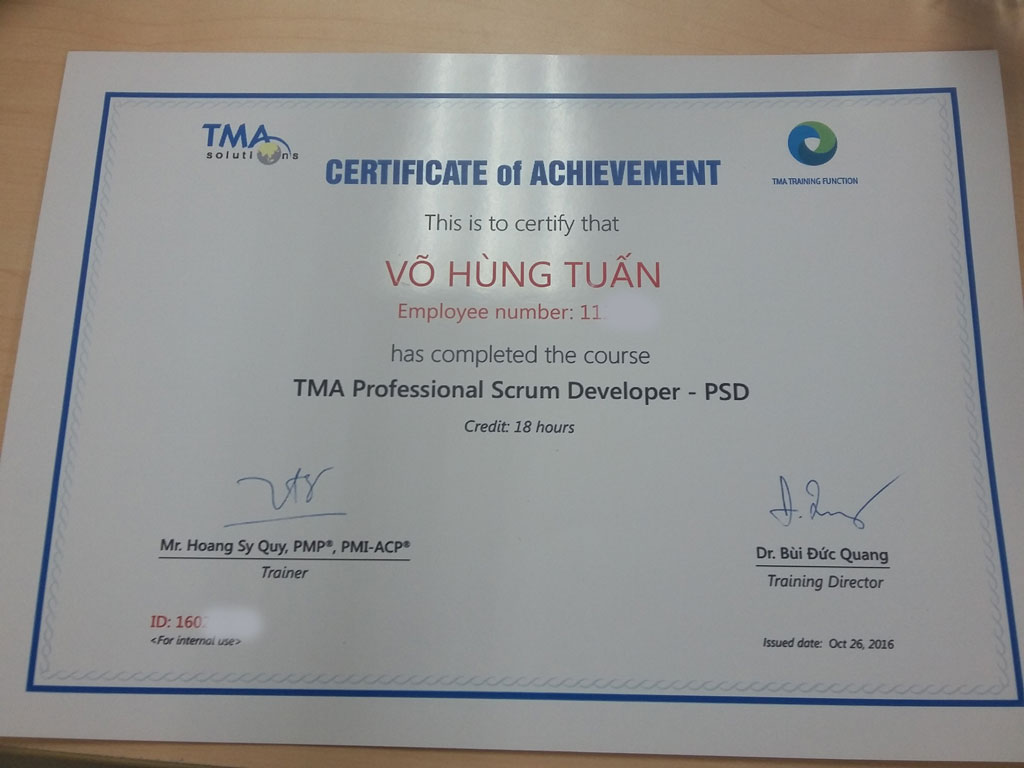 TMA
solutions
TMA TRAINING FUNCTION
CERTIFICATE of ACHIEVEMENT
This is to certify that
VÕ HÙNG TUẤN
Employee number: 11
has completed the course
TMA Professional Scrum Developer - PSD
Credit: 18 hours
Mr. Hoang Sy Quy, PMP®, PMI-ACP®
Trainer
Dr. Bùi Đức Quang
Training Director
ID: 160
<For internal use>
Issued date: Oct 26, 2016